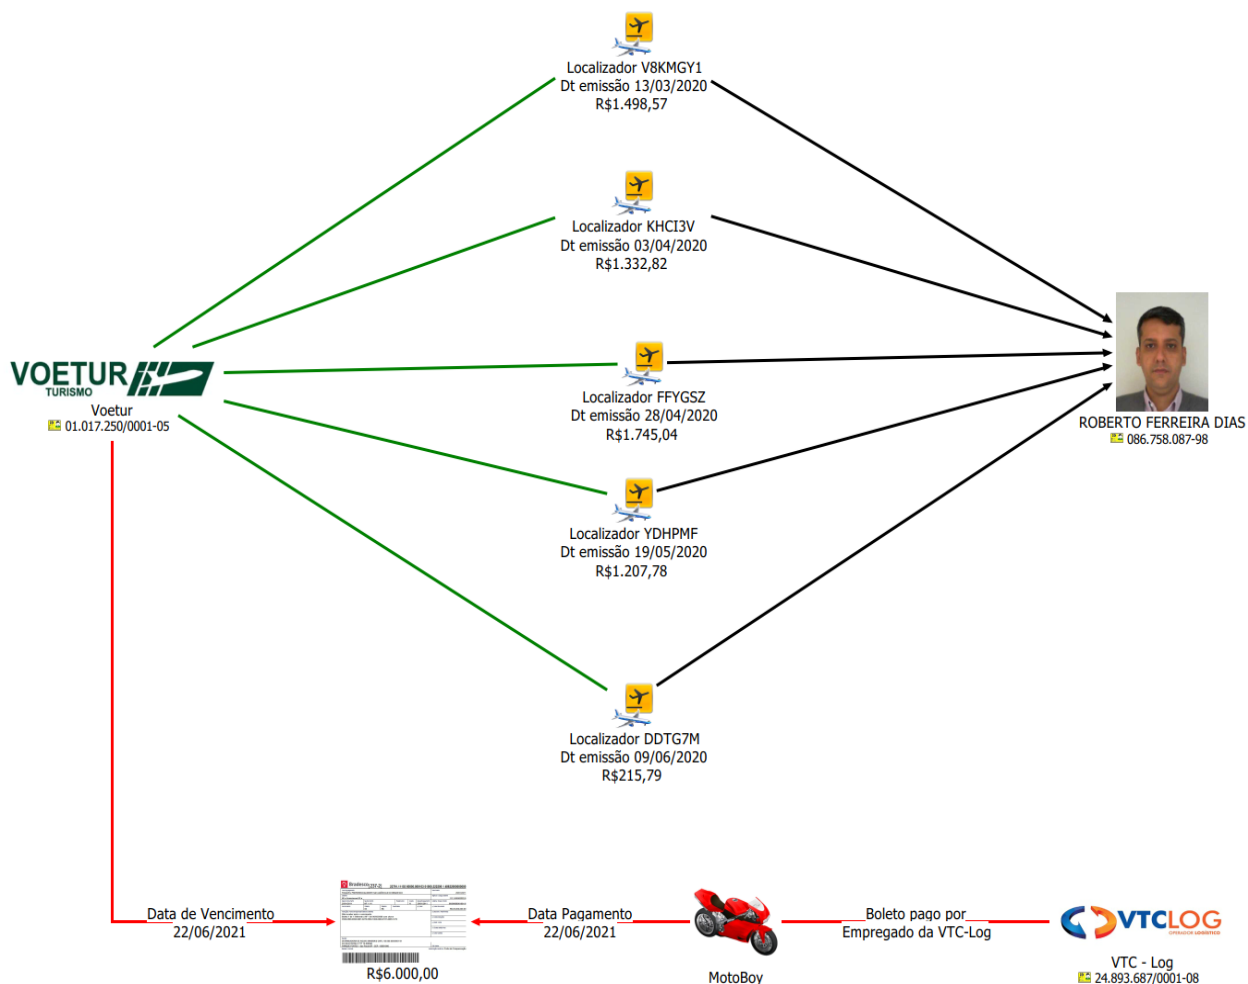 Localizador V8KMGY1
Dt emissão 13/03/2020
R$1.498,57
Localizador KHCI3V
Dt emissão 03/04/2020
R$1.332,82
VOETUR
TURISMO
Voetur
01.017.250/0001-05
Localizador FFYGSZ
Dt emissão 28/04/2020
R$1.745,04
ROBERTO FERREIRA DIAS
086.758.087-98
Localizador YDHPMF
Dt emissão 19/05/2020
R$1.207,78
Localizador DDTG7M
Dt emissão 09/06/2020
R$215,79
Data de Vencimento
22/06/2021
Bradesco
R$6.000,00
Data Pagamento
22/06/2021
MotoBoy
Boleto pago por
Empregado da VTC-Log
VTCLOG
OPERADOR LOGÍSTICO
VTC - Log
24.893.687/0001-08